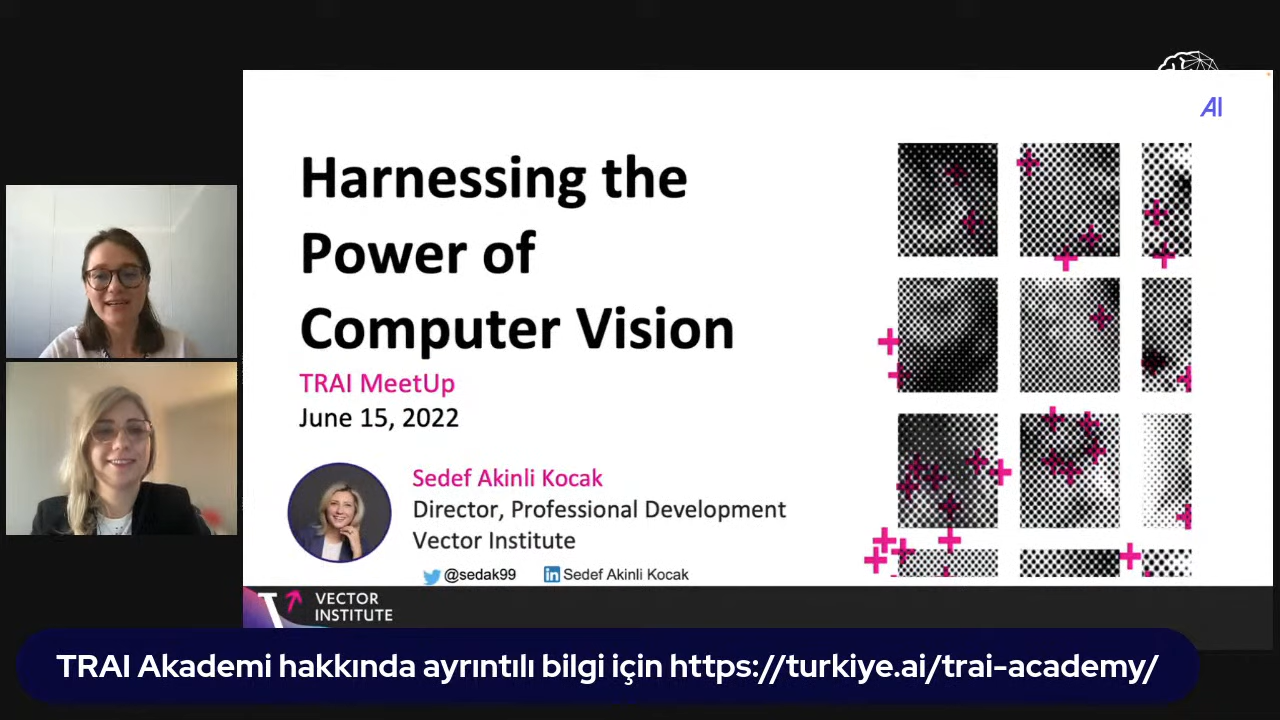 AI
Harnessing the
Power of
Computer Vision
TRAI MeetUp
June 15, 2022
Sedef Akinli Kocak
Director, Professional Development
Vector Institute
@sedak99
Sedef Akinli Kocak
VECTOR
INSTITUTE
TRAI Akademi hakkında ayrıntılı bilgi için https://turkiye.ai/trai-academy/